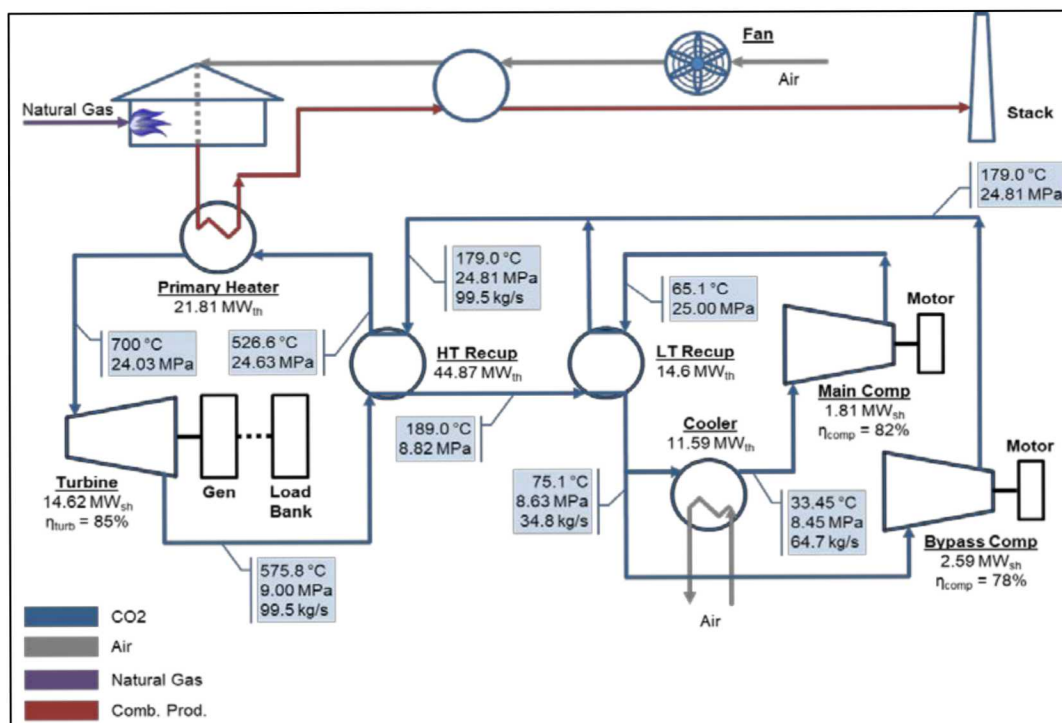 Fan
Air
Natural Gas
Stack
179.0 °C
24.81 MPa
Primary Heater
21.81 MWth
179.0 °C
24.81 MPa
99.5 kg/s
65.1 °C
25.00 MPa
Motor
700 °C
24.03 MPa
526.6 °C
24.63 MPa
HT Recup
44.87 MWth
LT Recup
14.6 MWth
Main Comp
1.81 MWsh
ηcomp = 82%
189.0 °C
8.82 MPa
Cooler
11.59 MWth
Motor
Turbine
14.62 MWsh
ηturb = 85%
Gen
Load
Bank
75.1 °C
8.63 MPa
34.8 kg/s
33.45 °C
8.45 MPa
64.7 kg/s
Bypass Comp
2.59 MWsh
ηcomp = 78%
575.8 °C
9.00 MPa
99.5 kg/s
Air
CO2
Air
Natural Gas
Comb. Prod.